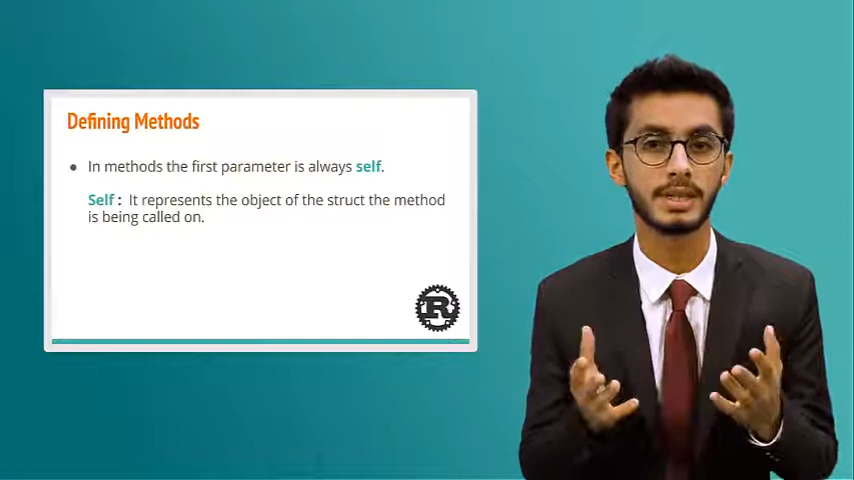 Defining Methods
● In methods the first parameter is always self.
Self : It represents the object of the struct the method
is being called on.
R